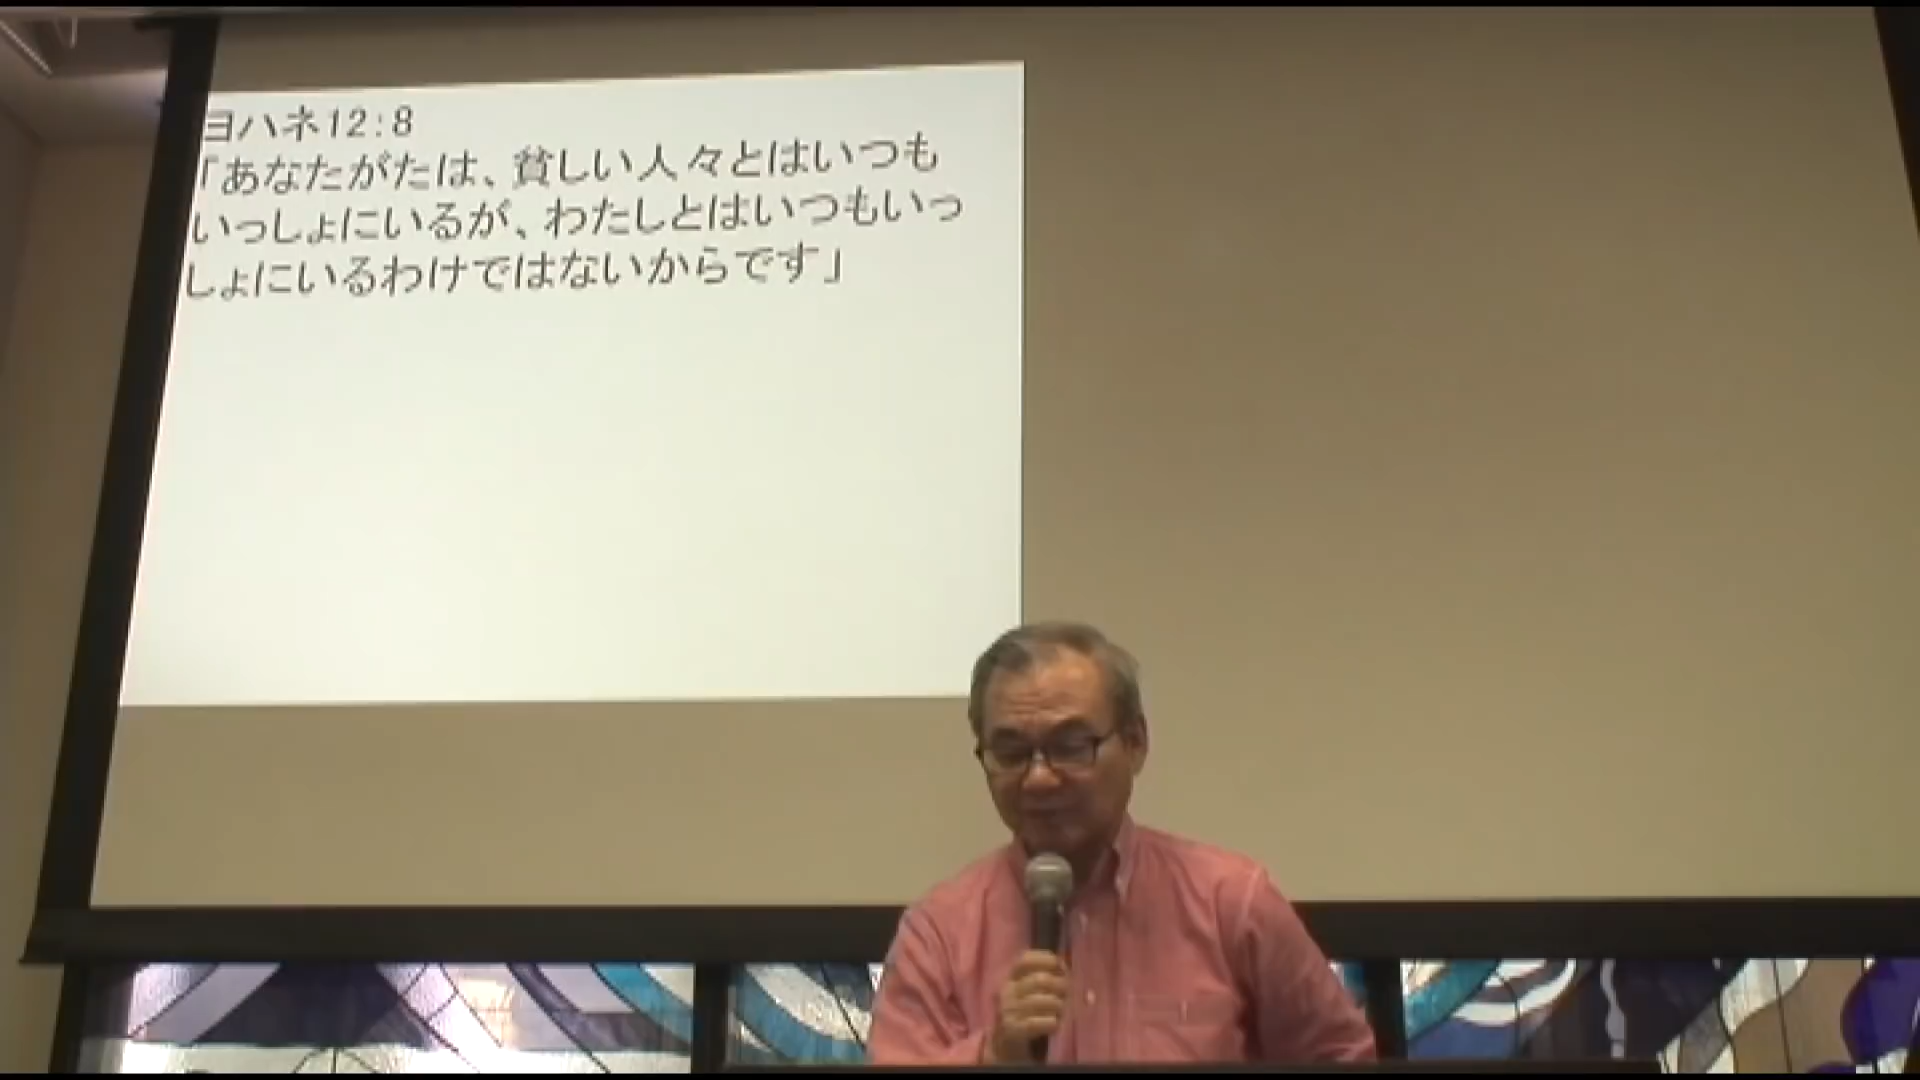 ヨハネ12:8
「あなたがたは、貧しい人々とはいつも
いっしょにいるが、わたしとはいつもいっ
しょにいるわけではないからです」